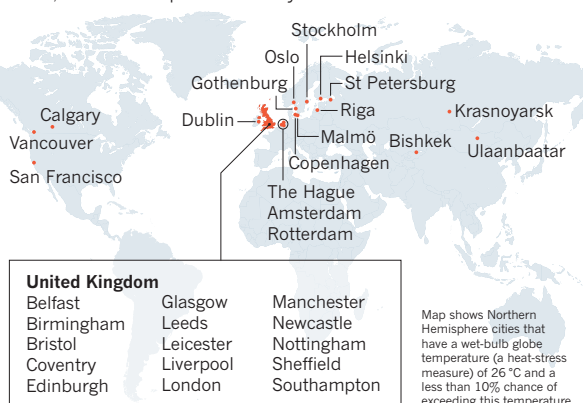 Stockholm
Oslo
Helsinki
Gothenburg
St Petersburg
Calgary
Dublin
Riga
Krasnoyarsk
Vancouver
Malmö
Bishkek
Ulaanbaatar
Copenhagen
San Francisco
The Hague
Amsterdam
Rotterdam
United Kingdom
Belfast
Birmingham
Bristol
Coventry
Edinburgh
Glasgow
Leeds
Leicester
Liverpool
London
Manchester
Newcastle
Nottingham
Sheffield
Southampton
Map shows Northern
Hemisphere cities that
have a wet-bulb globe
temperature (a heat-stress
measure) of 26 °C and a
less than 10% chance of
exceeding this temperature